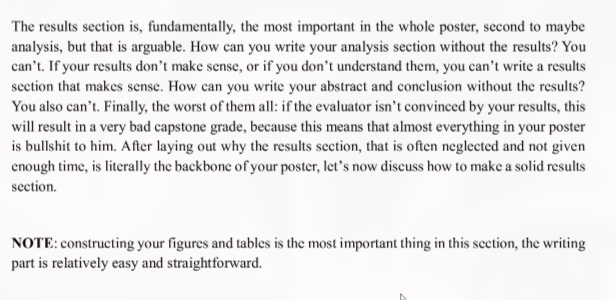 The results section is, fundamentally, the most important in the whole poster, second to maybe
analysis, but that is arguable. How can you write your analysis section without the results? You
can't. If your results don't make sense, or if you don't understand them, you can't write a results
section that makes sense. How can you write your abstract and conclusion without the results?
You also can't. Finally, the worst of them all: if the evaluator isn't convinced by your results, this
will result in a very bad capstone grade, because this means that almost everything in your poster
is bullshit to him. After laying out why the results section, that is often neglected and not given
enough time, is literally the backbone of your poster, let's now discuss how to make a solid results
section.
NOTE: constructing your figures and tables is the most important thing in this section, the writing
part is relatively easy and straightforward.